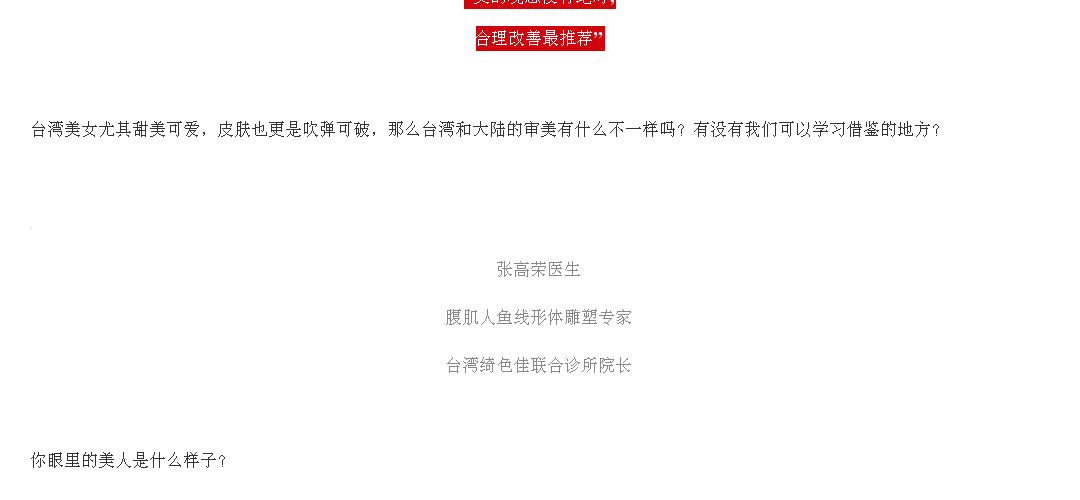 合理改善最推荐”
台湾美女尤其甜美可爱，皮肤也更是吹弹可破，那么台湾和大陆的审美有什么不一样吗？有没有我们可以学习借鉴的地方？
张高荣医生
腹肌人鱼线形体雕塑专家
台湾绮色佳联合诊所院长
你眼里的美人是什么样子？